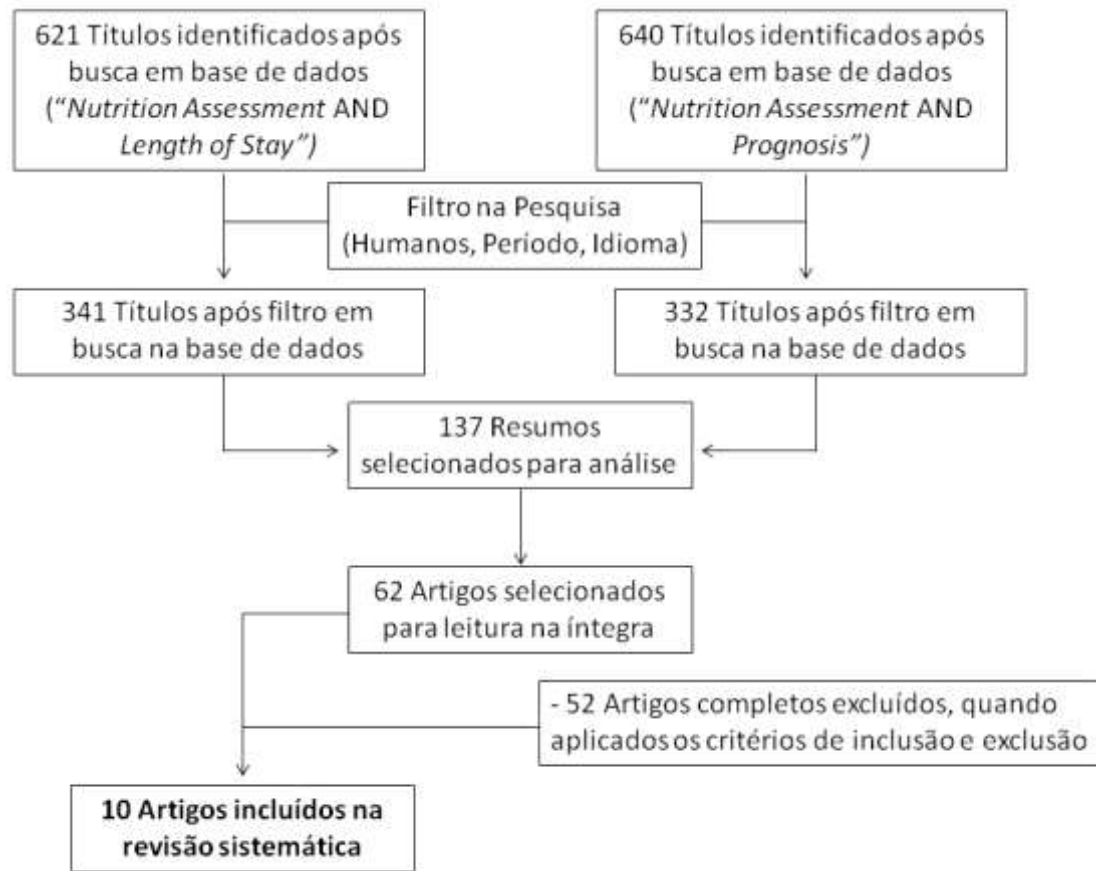 621 Títulos identificados após
busca em base de dados
(“Nutrition Assessment AND
Length of Stay”)
640 Títulos identificados após
busca em base de dados
(“Nutrition Assessment AND
Prognosis”)
Filtro na Pesquisa
(Humanos, Periodo, Idioma)
341 Títulos após filtro em
busca na base de dados
332 Títulos após filtro em
busca na base de dados
137 Resumos
selecionados para análise
62 Artigos selecionados
para leitura na íntegra
- 52 Artigos completos excluídos, quando
aplicados os critérios de inclusão e exclusão
10 Artigos incluídos na
revisão sistemática